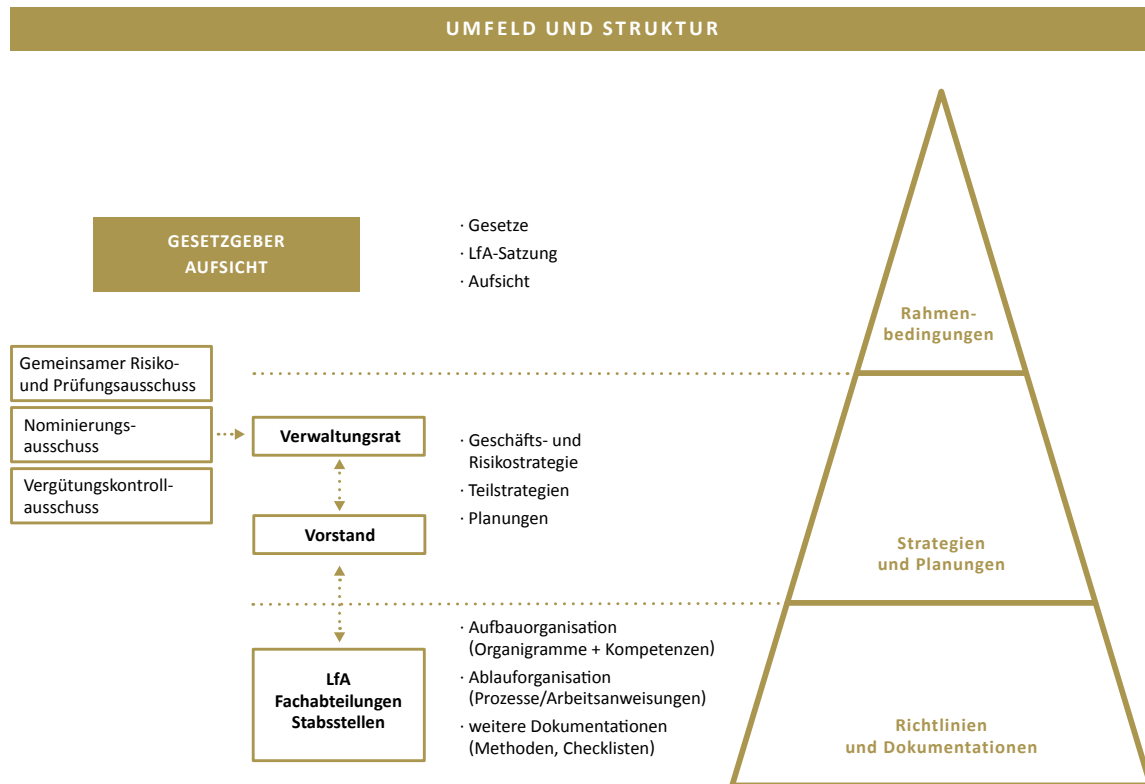 UMFELD UND STRUKTUR
GESETZGEBER
AUFSICHT
· Gesetze
· LfA-Satzung
· Aufsicht
Rahmen-
bedingungen
Gemeinsamer Risiko-
und Prüfungsausschuss
Nominierungs-
ausschuss
Vergütungskontroll-
ausschuss
Verwaltungsrat
Vorstand
· Geschäfts- und
Risikostrategie
· Teilstrategien
· Planungen
Strategien
und Planungen
LfA
Fachabteilungen
Stabsstellen
· Aufbauorganisation
(Organigramme + Kompetenzen)
· Ablauforganisation
(Prozesse/Arbeitsanweisungen)
· weitere Dokumentationen
(Methoden, Checklisten)
Richtlinien
und Dokumentationen